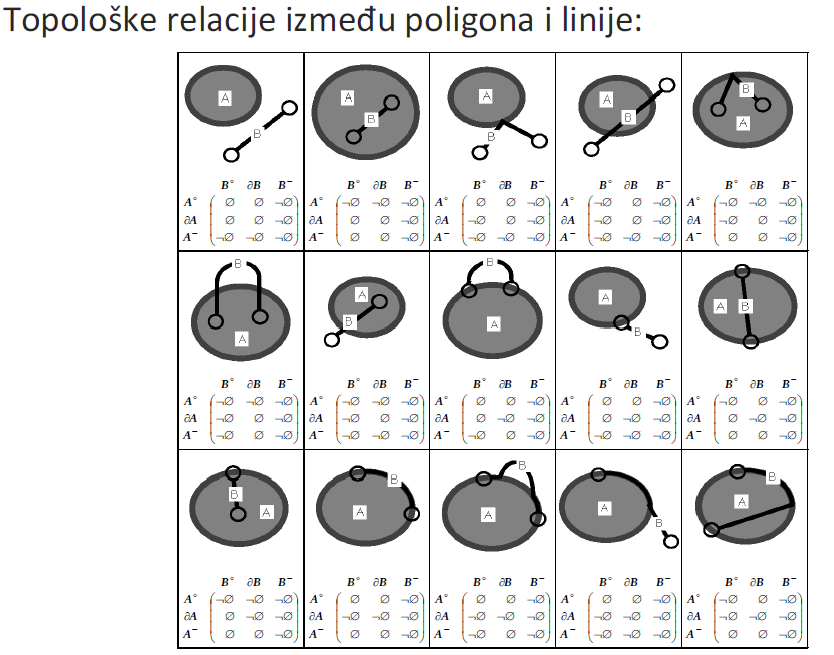 Topološke relacije između poligona i linije:
A B
A B
A B
A B
A B
B° ∂B B⁻ B° ∂B B⁻ B° ∂B B⁻ B° ∂B B⁻ B° ∂B B⁻
A° ∅ ∅ ¬∅ A° ¬∅ ¬∅ ¬∅ A° ∅ ∅ ¬∅ A° ¬∅ ∅ ¬∅ A° ¬∅ ¬∅ ¬∅
∂A ∅ ∅ ¬∅ ∂A ∅ ∅ ¬∅ ∂A ¬∅ ∅ ¬∅ ∂A ¬∅ ∅ ¬∅ ∂A ¬∅ ∅ ¬∅
A⁻ ¬∅ ¬∅ ¬∅ A⁻ ∅ ∅ ¬∅ A⁻ ¬∅ ¬∅ ¬∅ A⁻ ¬∅ ¬∅ ¬∅ A⁻ ∅ ∅ ¬∅
B A
A B
B A
A B
A B
B° ∂B B⁻ B° ∂B B⁻ B° ∂B B⁻ B° ∂B B⁻ B° ∂B B⁻
A° ¬∅ ¬∅ ¬∅ A° ¬∅ ¬∅ ¬∅ A° ∅ ∅ ¬∅ A° ∅ ∅ ¬∅ A° ¬∅ ∅ ¬∅
∂A ¬∅ ∅ ¬∅ ∂A ¬∅ ∅ ¬∅ ∂A ∅ ¬∅ ¬∅ ∂A ∅ ¬∅ ¬∅ ∂A ∅ ¬∅ ¬∅
A⁻ ¬∅ ∅ ¬∅ A⁻ ¬∅ ¬∅ ¬∅ A⁻ ¬∅ ∅ ¬∅ A⁻ ¬∅ ¬∅ ¬∅ A⁻ ∅ ∅ ¬∅
B A
B A
B A
A B
B A
B° ∂B B⁻ B° ∂B B⁻ B° ∂B B⁻ B° ∂B B⁻ B° ∂B B⁻
A° ¬∅ ¬∅ ¬∅ A° ∅ ∅ ¬∅ A° ∅ ∅ ¬∅ A° ∅ ∅ ¬∅ A° ¬∅ ∅ ¬∅
∂A ∅ ¬∅ ¬∅ ∂A ¬∅ ¬∅ ¬∅ ∂A ¬∅ ¬∅ ¬∅ ∂A ¬∅ ¬∅ ¬∅ ∂A ¬∅ ¬∅ ¬∅
A⁻ ∅ ∅ ¬∅ A⁻ ∅ ∅ ¬∅ A⁻ ¬∅ ∅ ¬∅ A⁻ ¬∅ ¬∅ ¬∅ A⁻ ∅ ∅ ¬∅